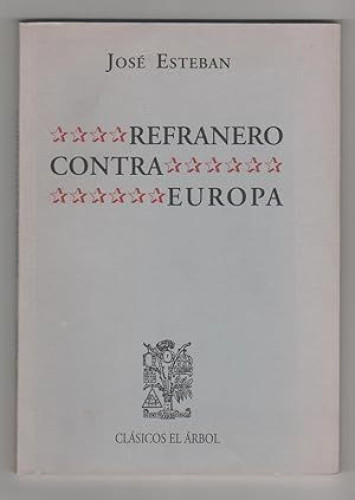 JOSÉ ESTEBAN
☆☆☆☆REFRANERO
CONTRA☆☆☆☆☆☆
☆☆☆☆☆☆EUROPA
CLÁSICOS EL ÁRBOL